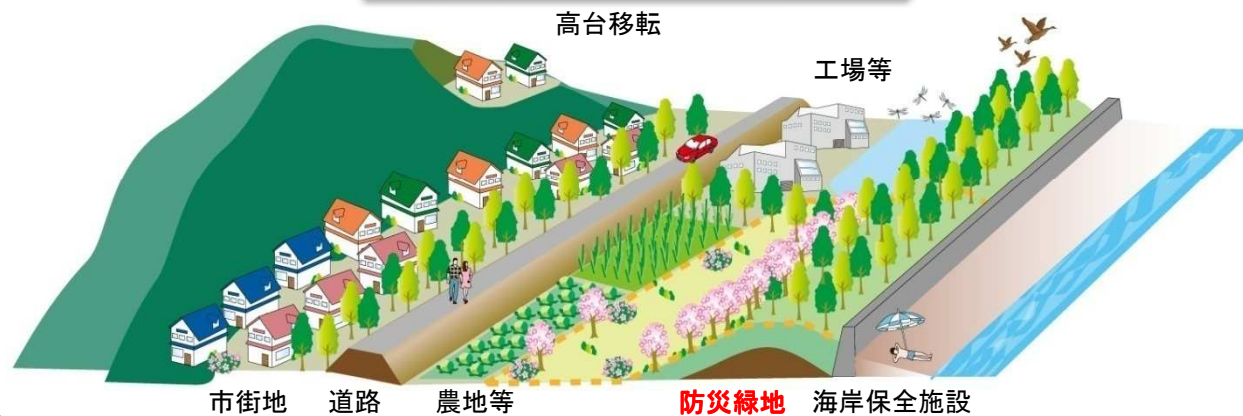 高台移転
工場等
市街地
道路
農地等
防災緑地
海岸保全施設